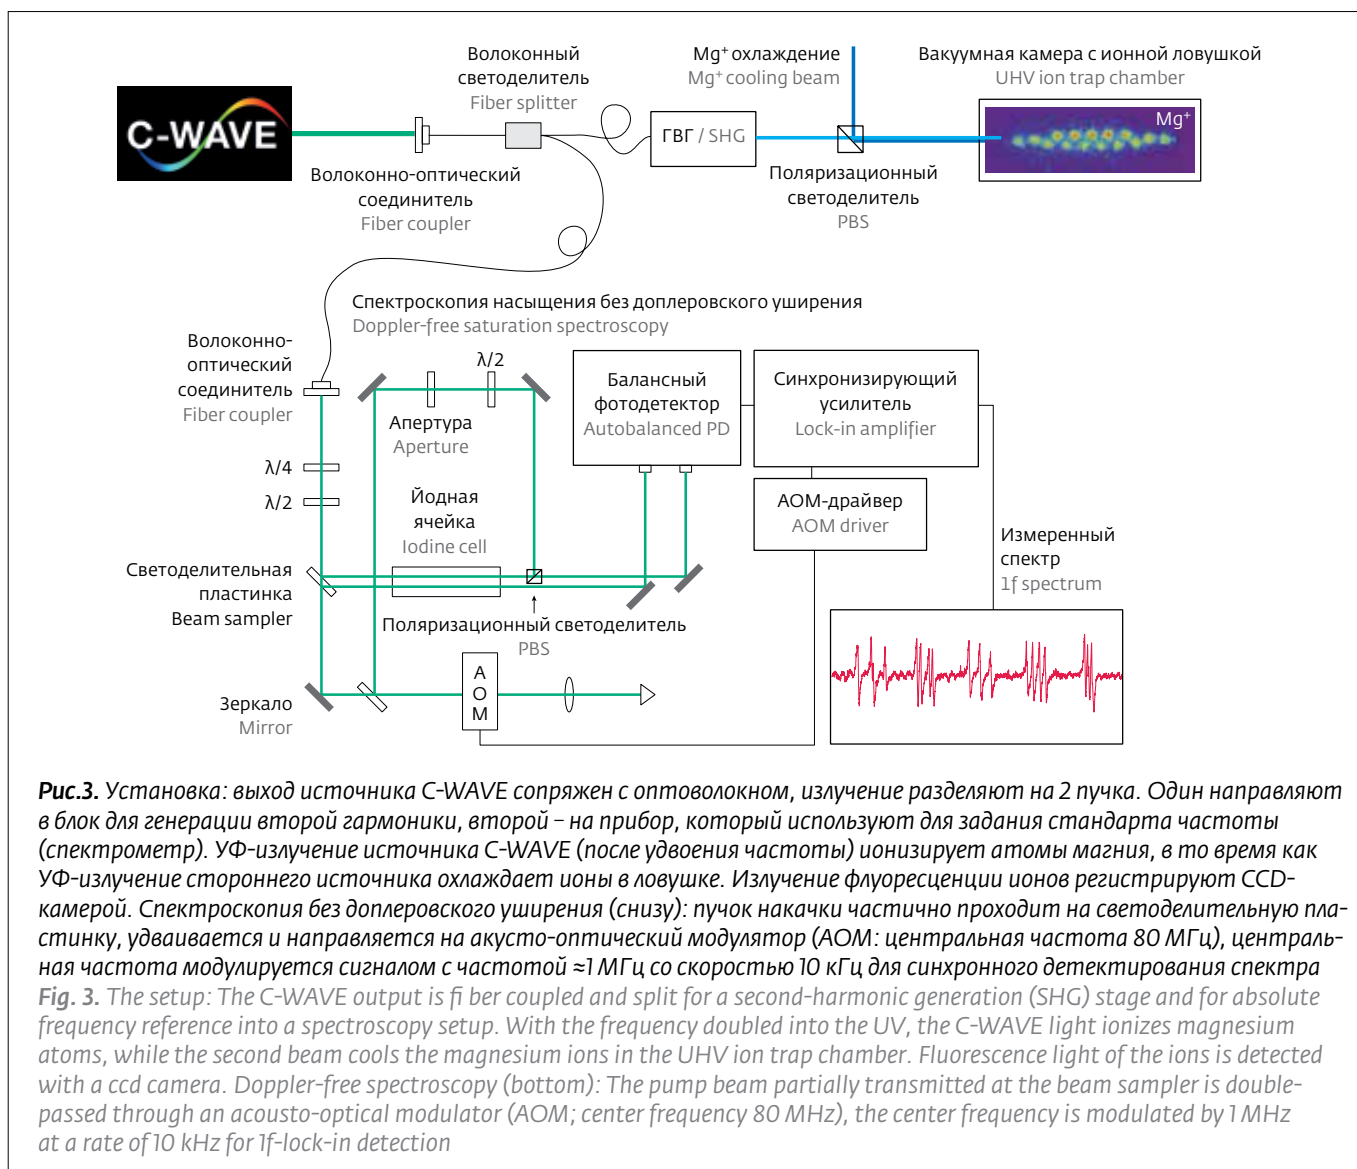 Волоконный
светоделитель
Fiber splitter
Mg⁺ охлаждение
Mg⁺ cooling beam
Вакуумная камера с ионной ловушкой
UHV ion trap chamber
C-WAVE
ГВГ / SHG
Mg⁺
Волоконно-оптический
соединитель
Fiber coupler
Поляризационный
светоделитель
PBS
Спектроскопия насыщения без доплеровского уширения
Doppler-free saturation spectroscopy
Волоконно-
оптический
соединитель
Fiber coupler
λ/2
Апертура
Aperture
Балансный
фотодетектор
Autobalanced PD
Синхронизирующий
усилитель
Lock-in amplifier
λ/4
λ/2
Йодная
ячейка
Iodine cell
АОМ-драйвер
AOM driver
Измеренный
спектр
1f spectrum
Светоделительная
пластинка
Beam sampler
Поляризационный светоделитель
PBS
А
О
М
Зеркало
Mirror
Рис.3. Установка: выход источника C-WAVE сопряжен с оптоволокном, излучение разделяют на 2 пучка. Один направляют
в блок для генерации второй гармоники, второй – на прибор, который используют для задания стандарта частоты
(спектрометр). УФ-излучение источника C-WAVE (после удвоения частоты) ионизирует атомы магния, в то время как
УФ-излучение стороннего источника охлаждает ионы в ловушке. Излучение флуоресценции ионов регистрируют CCD-
камерой. Спектроскопия без доплеровского уширения (снизу): пучок накачки частично проходит на светоделительную пла-
стинку, удваивается и направляется на акусто-оптический модулятор (АОМ: центральная частота 80 МГц), централь-
ная частота модулируется сигналом с частотой ≈1 МГц со скоростью 10 кГц для синхронного детектирования спектра
Fig. 3. The setup: The C-WAVE output is fi ber coupled and split for a second-harmonic generation (SHG) stage and for absolute
frequency reference into a spectroscopy setup. With the frequency doubled into the UV, the C-WAVE light ionizes magnesium
atoms, while the second beam cools the magnesium ions in the UHV ion trap chamber. Fluorescence light of the ions is detected
with a ccd camera. Doppler-free spectroscopy (bottom): The pump beam partially transmitted at the beam sampler is double-
passed through an acousto-optical modulator (AOM; center frequency 80 MHz), the center frequency is modulated by 1 MHz
at a rate of 10 kHz for 1f-lock-in detection